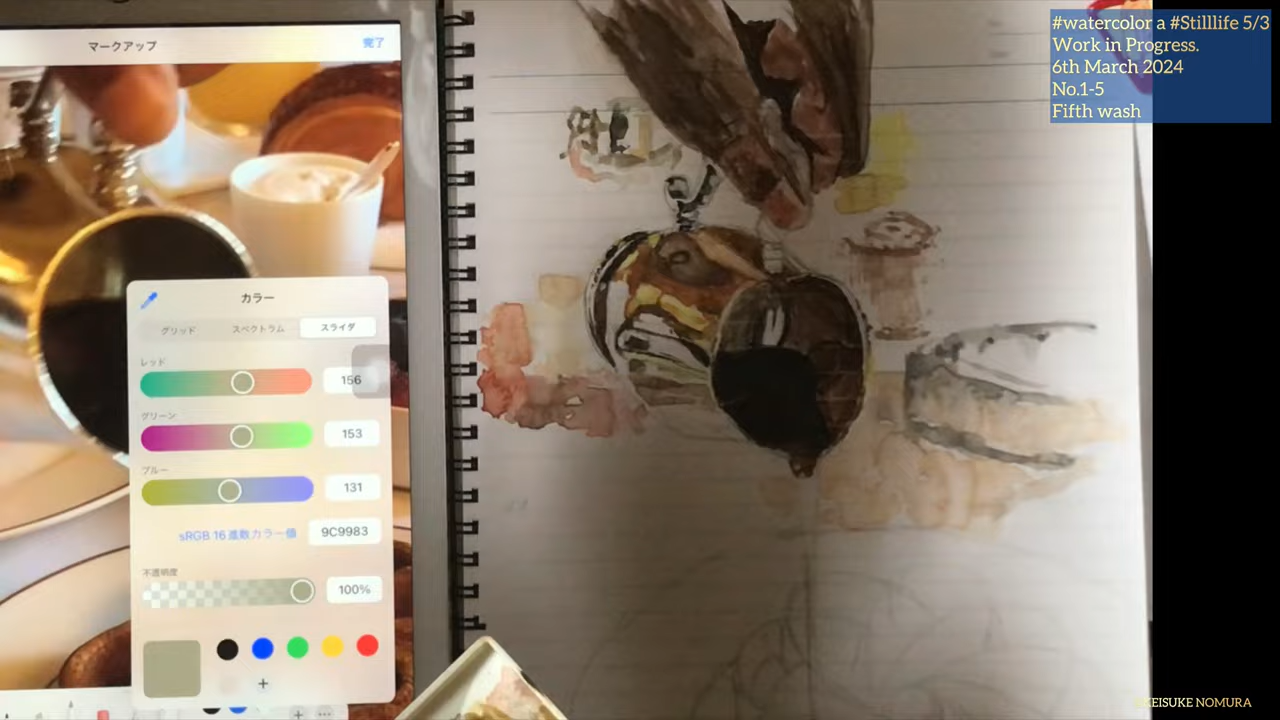 マークアップ
完了
カラー
グリッド
スペクトラム
スライダ
レッド
156
グリーン
153
ブルー
131
sRGB 16進数カラー値
9C9983
不透明度
100%
#watercolor a #Stilllife 5/3
Work in Progress.
6th March 2024
No.1-5
Fifth wash
KEISUKE NOMURA